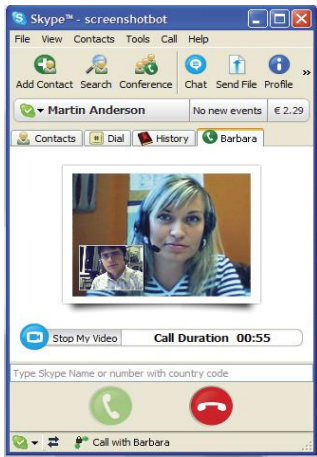 Skype™ - screenshotbot
File View Contacts Tools Call Help
Add Contact Search Conference Chat Send File Profile »
Martin Anderson No new events € 2.29
Contacts Dial History Barbara
Stop My Video Call Duration 00:55
Type Skype Name or number with country code
Call with Barbara